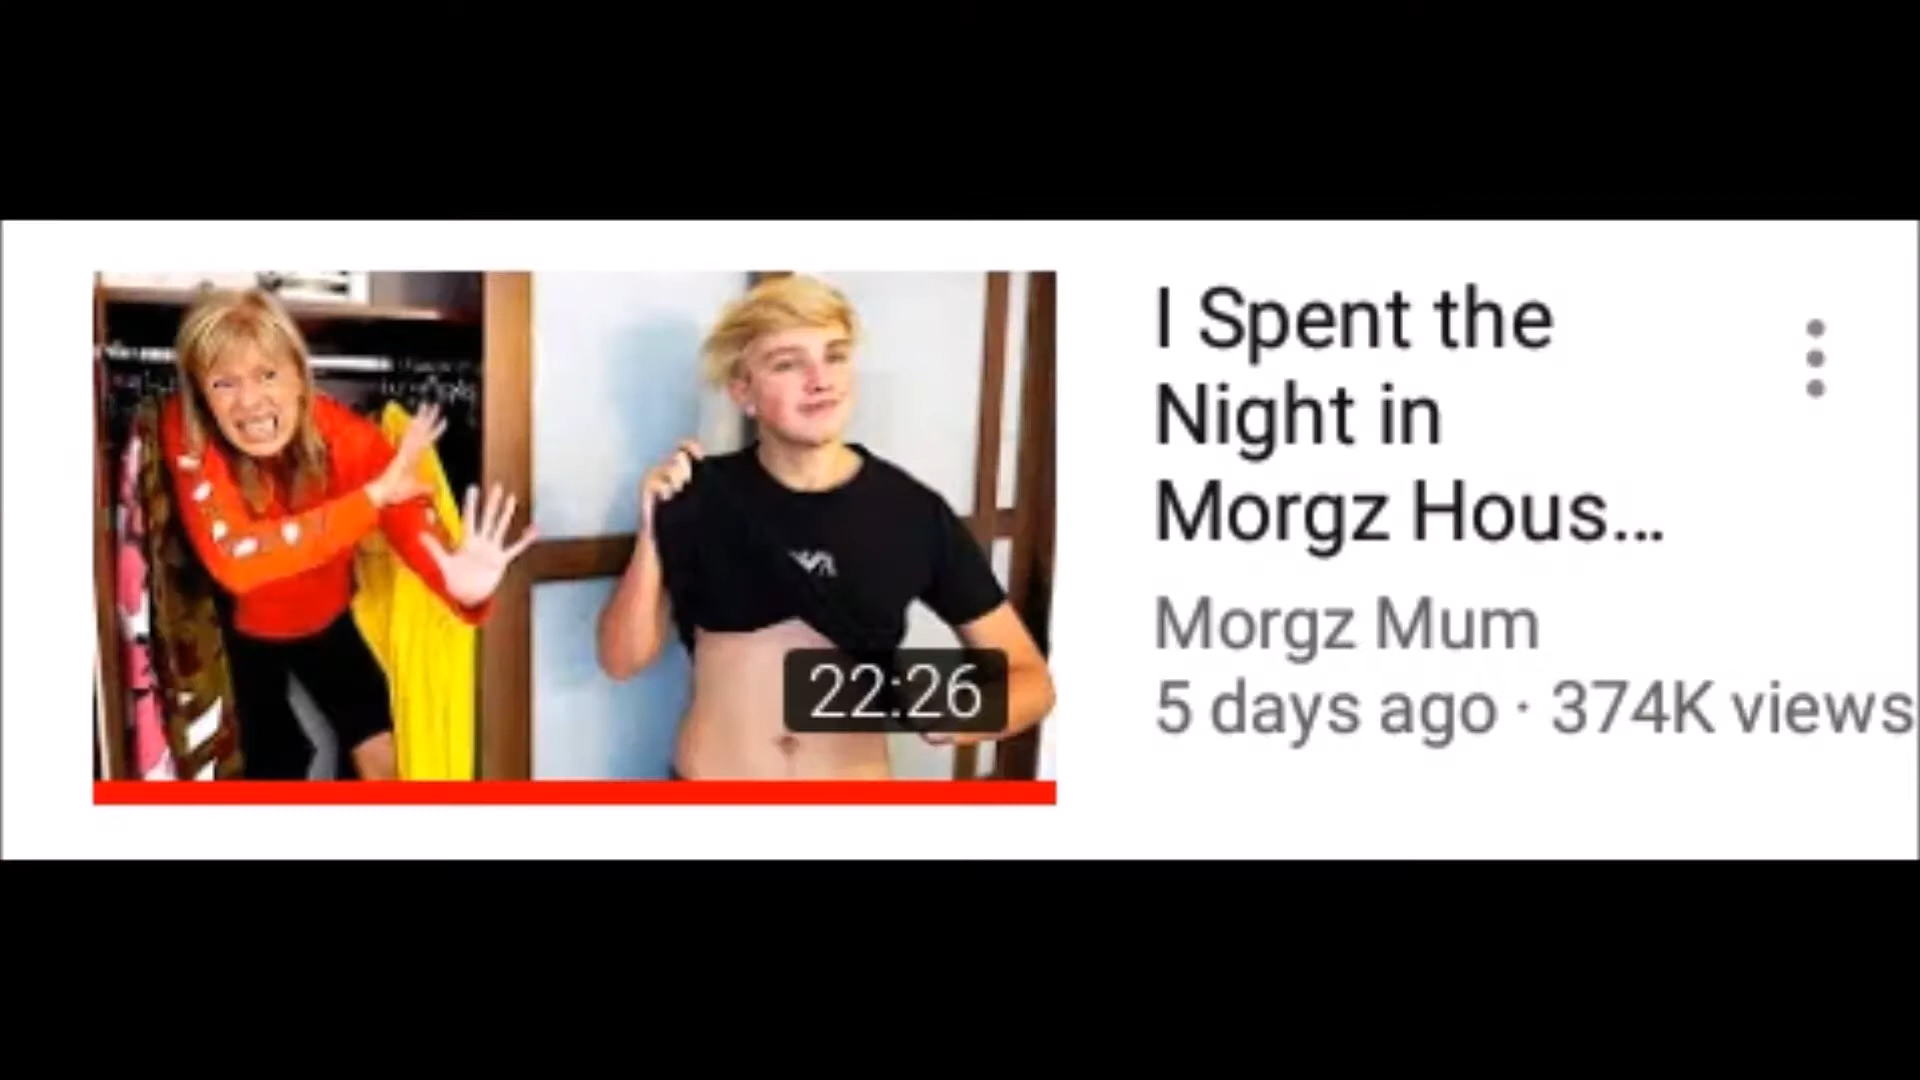 I Spent the
Night in
Morgz Hous...
Morgz Mum
5 days ago · 374K views
22:26